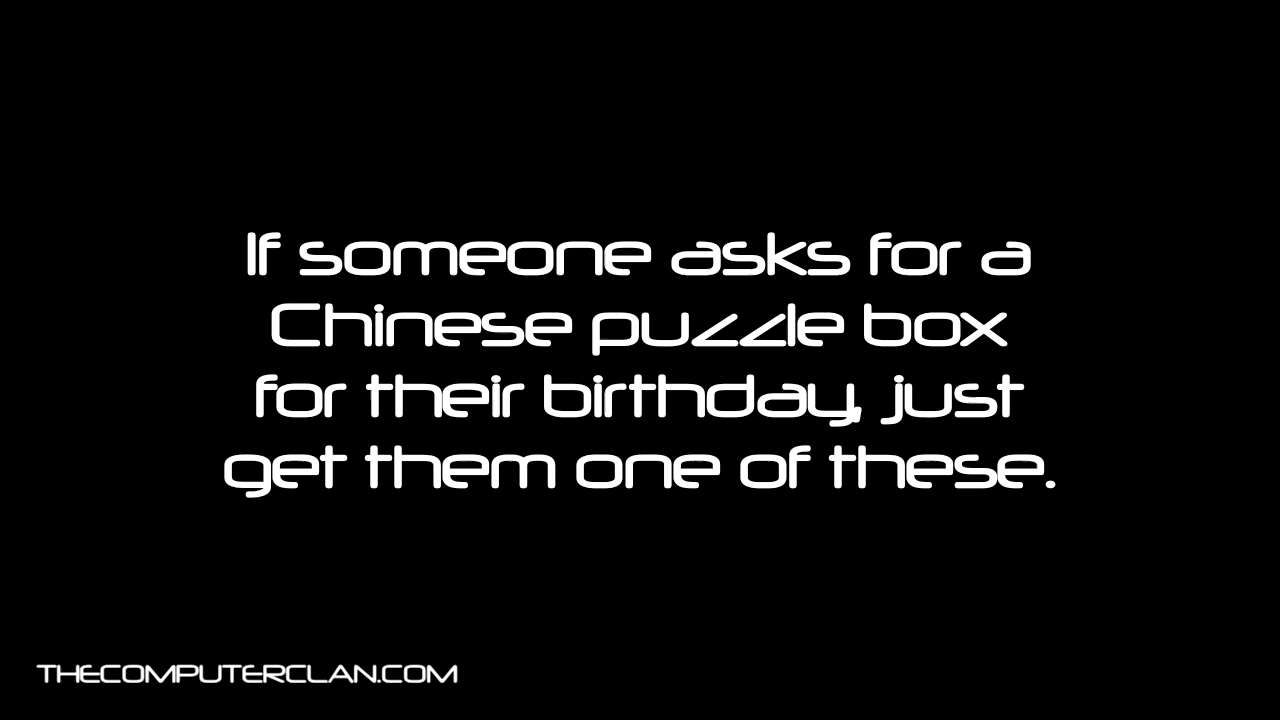 If someone asks for a
Chinese puzzle box
for their birthday, just
get them one of these.
THECOMPUTERCLAN.COM